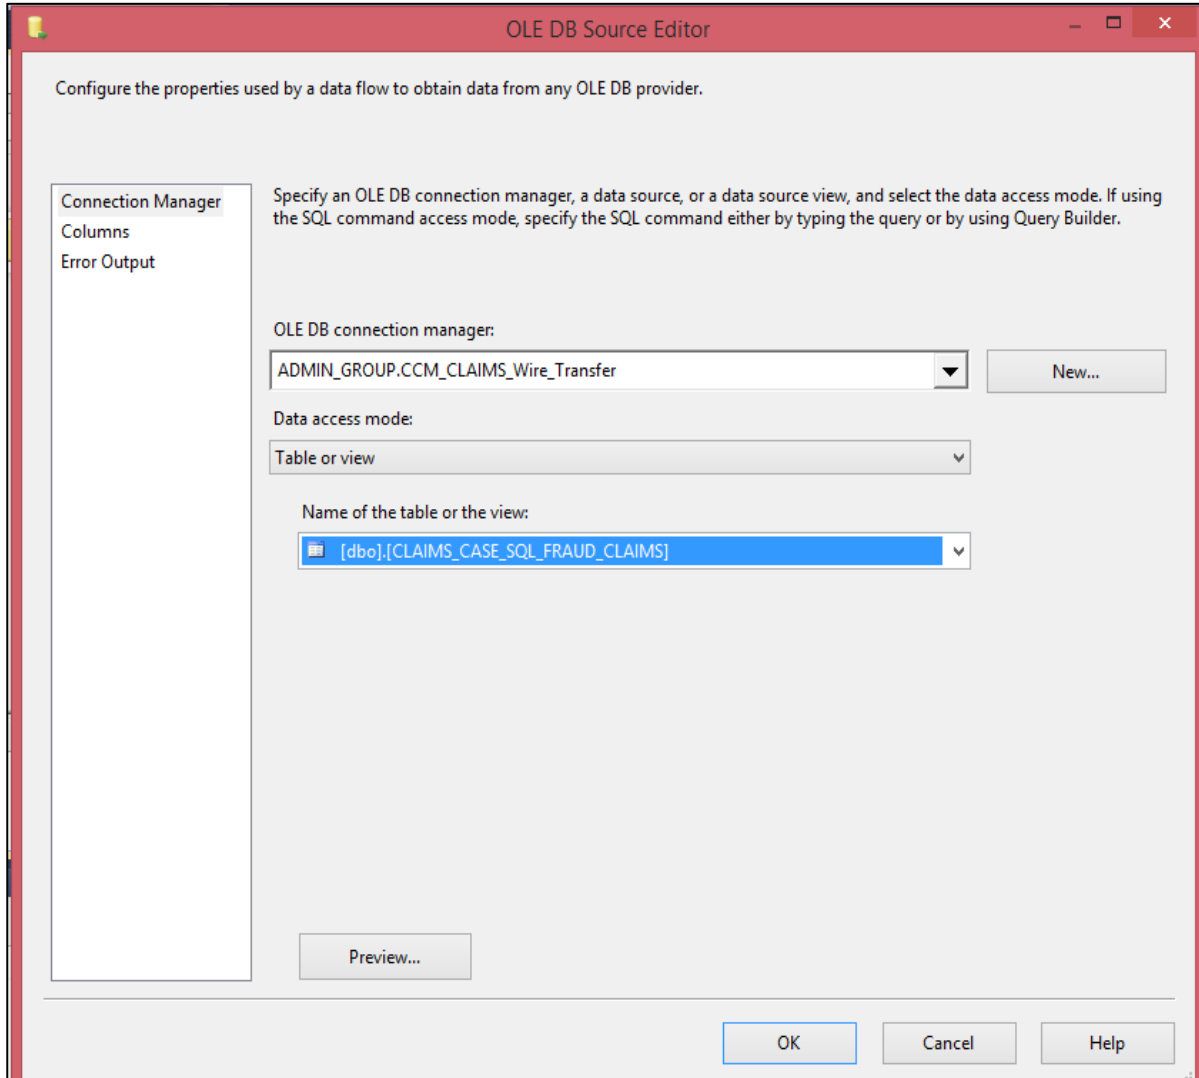 OLE DB Source Editor
Configure the properties used by a data flow to obtain data from any OLE DB provider.
Connection Manager
Columns
Error Output
Specify an OLE DB connection manager, a data source, or a data source view, and select the data access mode. If using
the SQL command access mode, specify the SQL command either by typing the query or by using Query Builder.
OLE DB connection manager:
ADMIN_GROUP.CCM_CLAIMS_Wire_Transfer
New...
Data access mode:
Table or view
Name of the table or the view:
[dbo].[CLAIMS_CASE_SQL_FRAUD_CLAIMS]
Preview...
OK
Cancel
Help